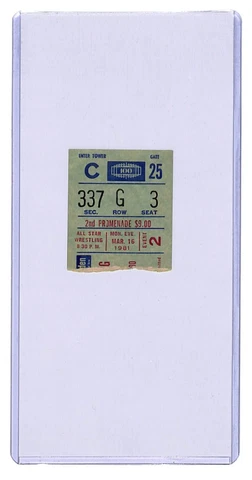 ENTER TOWER GATE
C 100 25
337 G 3
SEC. ROW SEAT
2nd PROMENADE $9.00
ALL STAR MON. EVE.
WRESTLING MAR. 16
8:30 P.M. 1981
EVENT 2